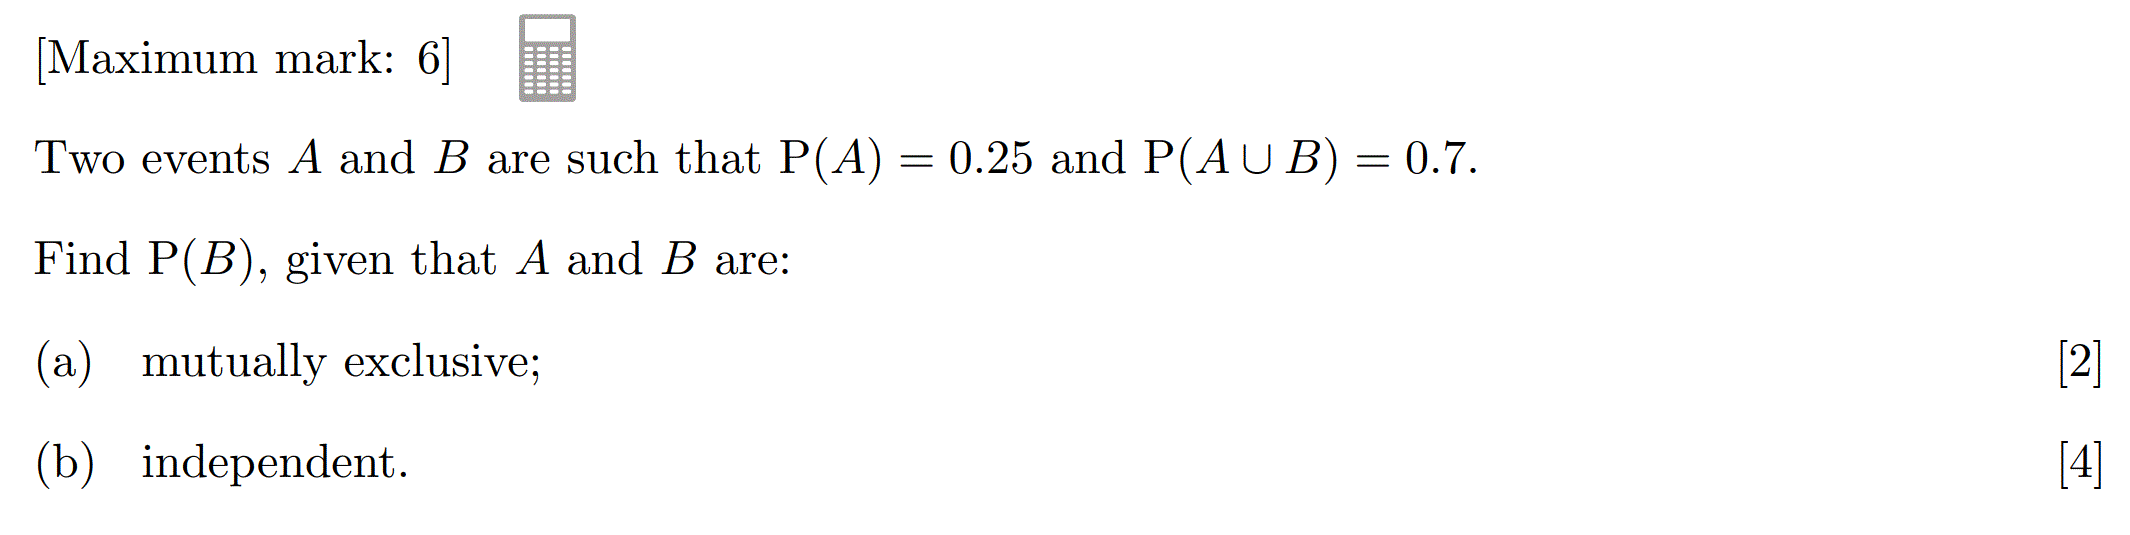 [Maximum mark: 6]
Two events A and B are such that P(A) = 0.25 and P(A ∪ B) = 0.7.
Find P(B), given that A and B are:
(a) mutually exclusive; [2]
(b) independent. [4]